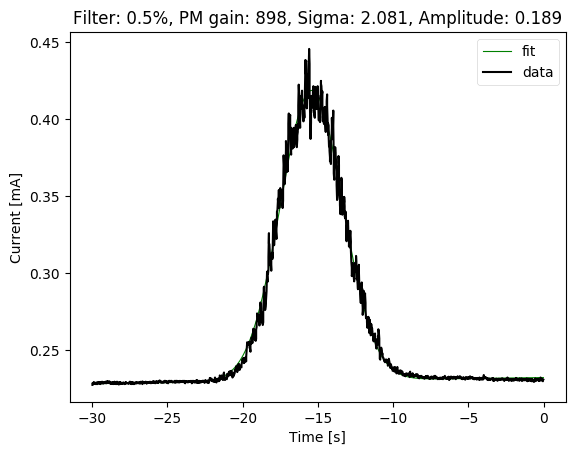 Filter: 0.5%, PM gain: 898, Sigma: 2.081, Amplitude: 0.189
fit
data
0.45
0.40
0.35
0.30
0.25
Current [mA]
−30
−25
−20
−15
−10
−5
0
Time [s]